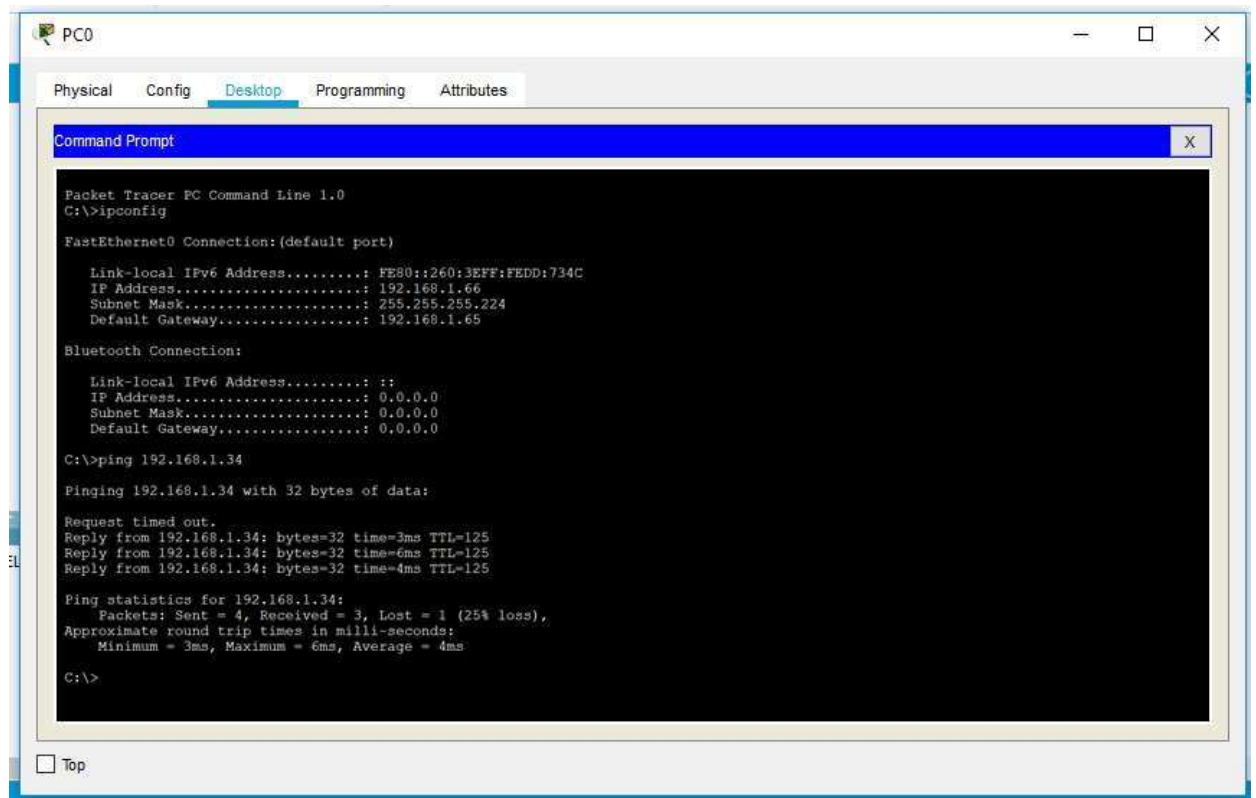 PC0
Physical Config Desktop Programming Attributes
Command Prompt
X
Packet Tracer PC Command Line 1.0
C:\>ipconfig
FastEthernet0 Connection:(default port)
Link-local IPv6 Address.........: FE80::260:3EFF:FEDD:734C
IP Address......................: 192.168.1.66
Subnet Mask.....................: 255.255.255.224
Default Gateway.................: 192.168.1.65
Bluetooth Connection:
Link-local IPv6 Address.........: ::
IP Address......................: 0.0.0.0
Subnet Mask.....................: 0.0.0.0
Default Gateway.................: 0.0.0.0
C:\>ping 192.168.1.34
Pinging 192.168.1.34 with 32 bytes of data:
Request timed out.
Reply from 192.168.1.34: bytes=32 time=3ms TTL=125
Reply from 192.168.1.34: bytes=32 time=6ms TTL=125
Reply from 192.168.1.34: bytes=32 time=4ms TTL=125
Ping statistics for 192.168.1.34:
Packets: Sent = 4, Received = 3, Lost = 1 (25% loss),
Approximate round trip times in milli-seconds:
Minimum = 3ms, Maximum = 6ms, Average = 4ms
C:\>
Top